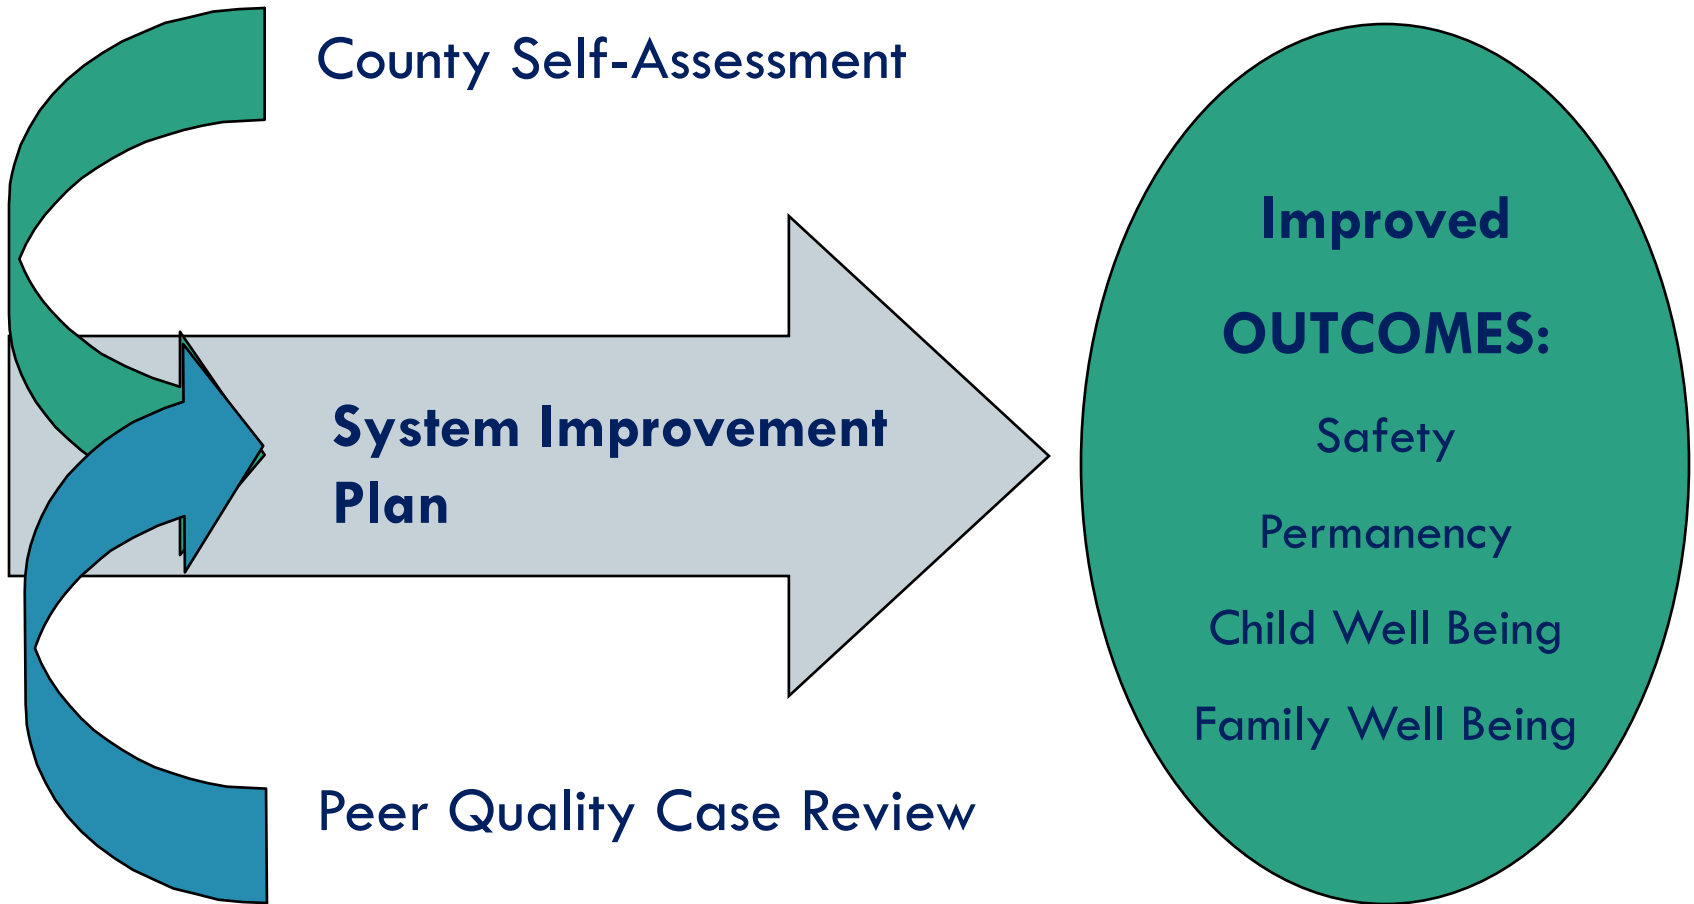 County Self-Assessment
System Improvement
Plan
Peer Quality Case Review
Improved
OUTCOMES:
Safety
Permanency
Child Well Being
Family Well Being